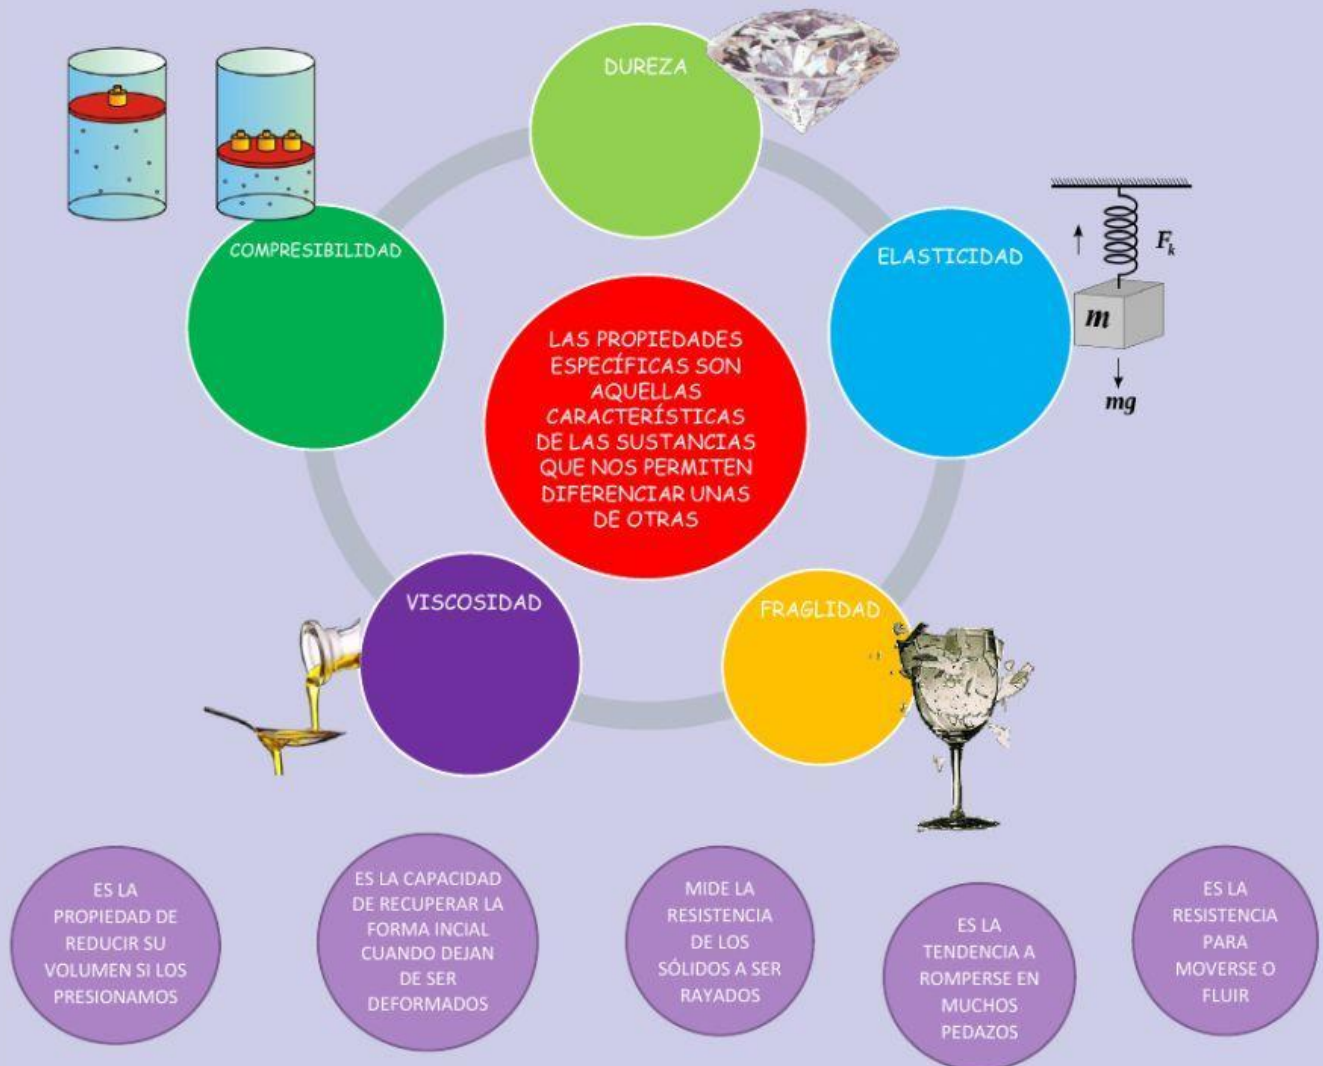 DUREZA
COMPRESIBILIDAD
ELASTICIDAD
F_k
m
mg
LAS PROPIEDADES
ESPECÍFICAS SON
AQUELLAS
CARACTERÍSTICAS
DE LAS SUSTANCIAS
QUE NOS PERMITEN
DIFERENCIAR UNAS
DE OTRAS
VISCOSIDAD
FRAGLIDAD
ES LA
PROPIEDAD DE
REDUCIR SU
VOLUMEN SI LOS
PRESIONAMOS
ES LA CAPACIDAD
DE RECUPERAR LA
FORMA INCIAL
CUANDO DEJAN
DE SER
DEFORMADOS
MIDE LA
RESISTENCIA
DE LOS
SÓLIDOS A SER
RAYADOS
ES LA
TENDENCIA A
ROMPERSE EN
MUCHOS
PEDAZOS
ES LA
RESISTENCIA
PARA
MOVERSE O
FLUIR